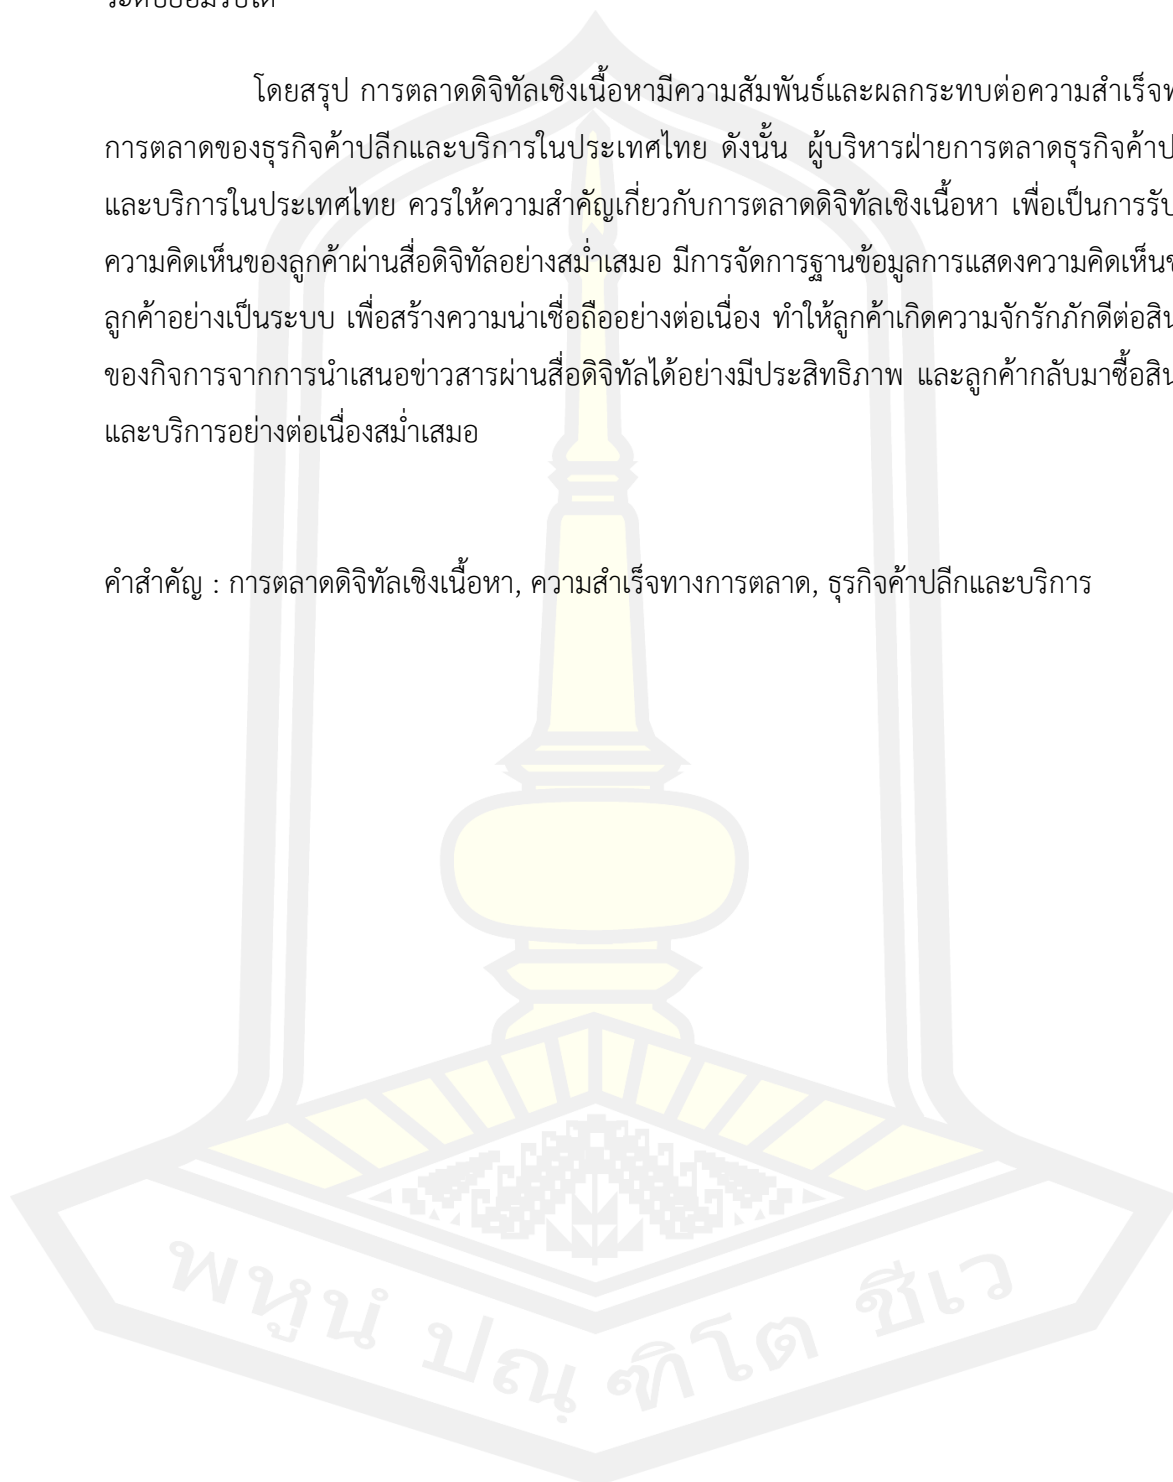 โดยสรุป การตลาดดิจิทัลเชิงเนื้อหามีความสัมพันธ์และผลกระทบต่อความสำเร็จ
การตลาดของธุรกิจค้าปลีกและบริการในประเทศไทย ดังนั้น ผู้บริหารฝ่ายการตลาดธุรกิจค้า
และบริการในประเทศไทย ควรให้ความสำคัญเกี่ยวกับการตลาดดิจิทัลเชิงเนื้อหา เพื่อเป็นการ
ความคิดเห็นของลูกค้าผ่านสื่อดิจิทัลอย่างสม่ำเสมอ มีการจัดการฐานข้อมูลการแสดงความคิดเห็น
ลูกค้าอย่างเป็นระบบ เพื่อสร้างความน่าเชื่อถืออย่างต่อเนื่อง ทำให้ลูกค้าเกิดความจักรักภักดีต่อ
ของกิจการจากการนำเสนอข่าวสารผ่านสื่อดิจิทัลได้อย่างมีประสิทธิภาพ และลูกค้ากลับมาซื้อ
และบริการอย่างต่อเนื่องสม่ำเสมอ
คำสำคัญ : การตลาดดิจิทัลเชิงเนื้อหา, ความสำเร็จทางการตลาด, ธุรกิจค้าปลีกและบริการ
พหูนํ ปณฺฑิโต ชีเว